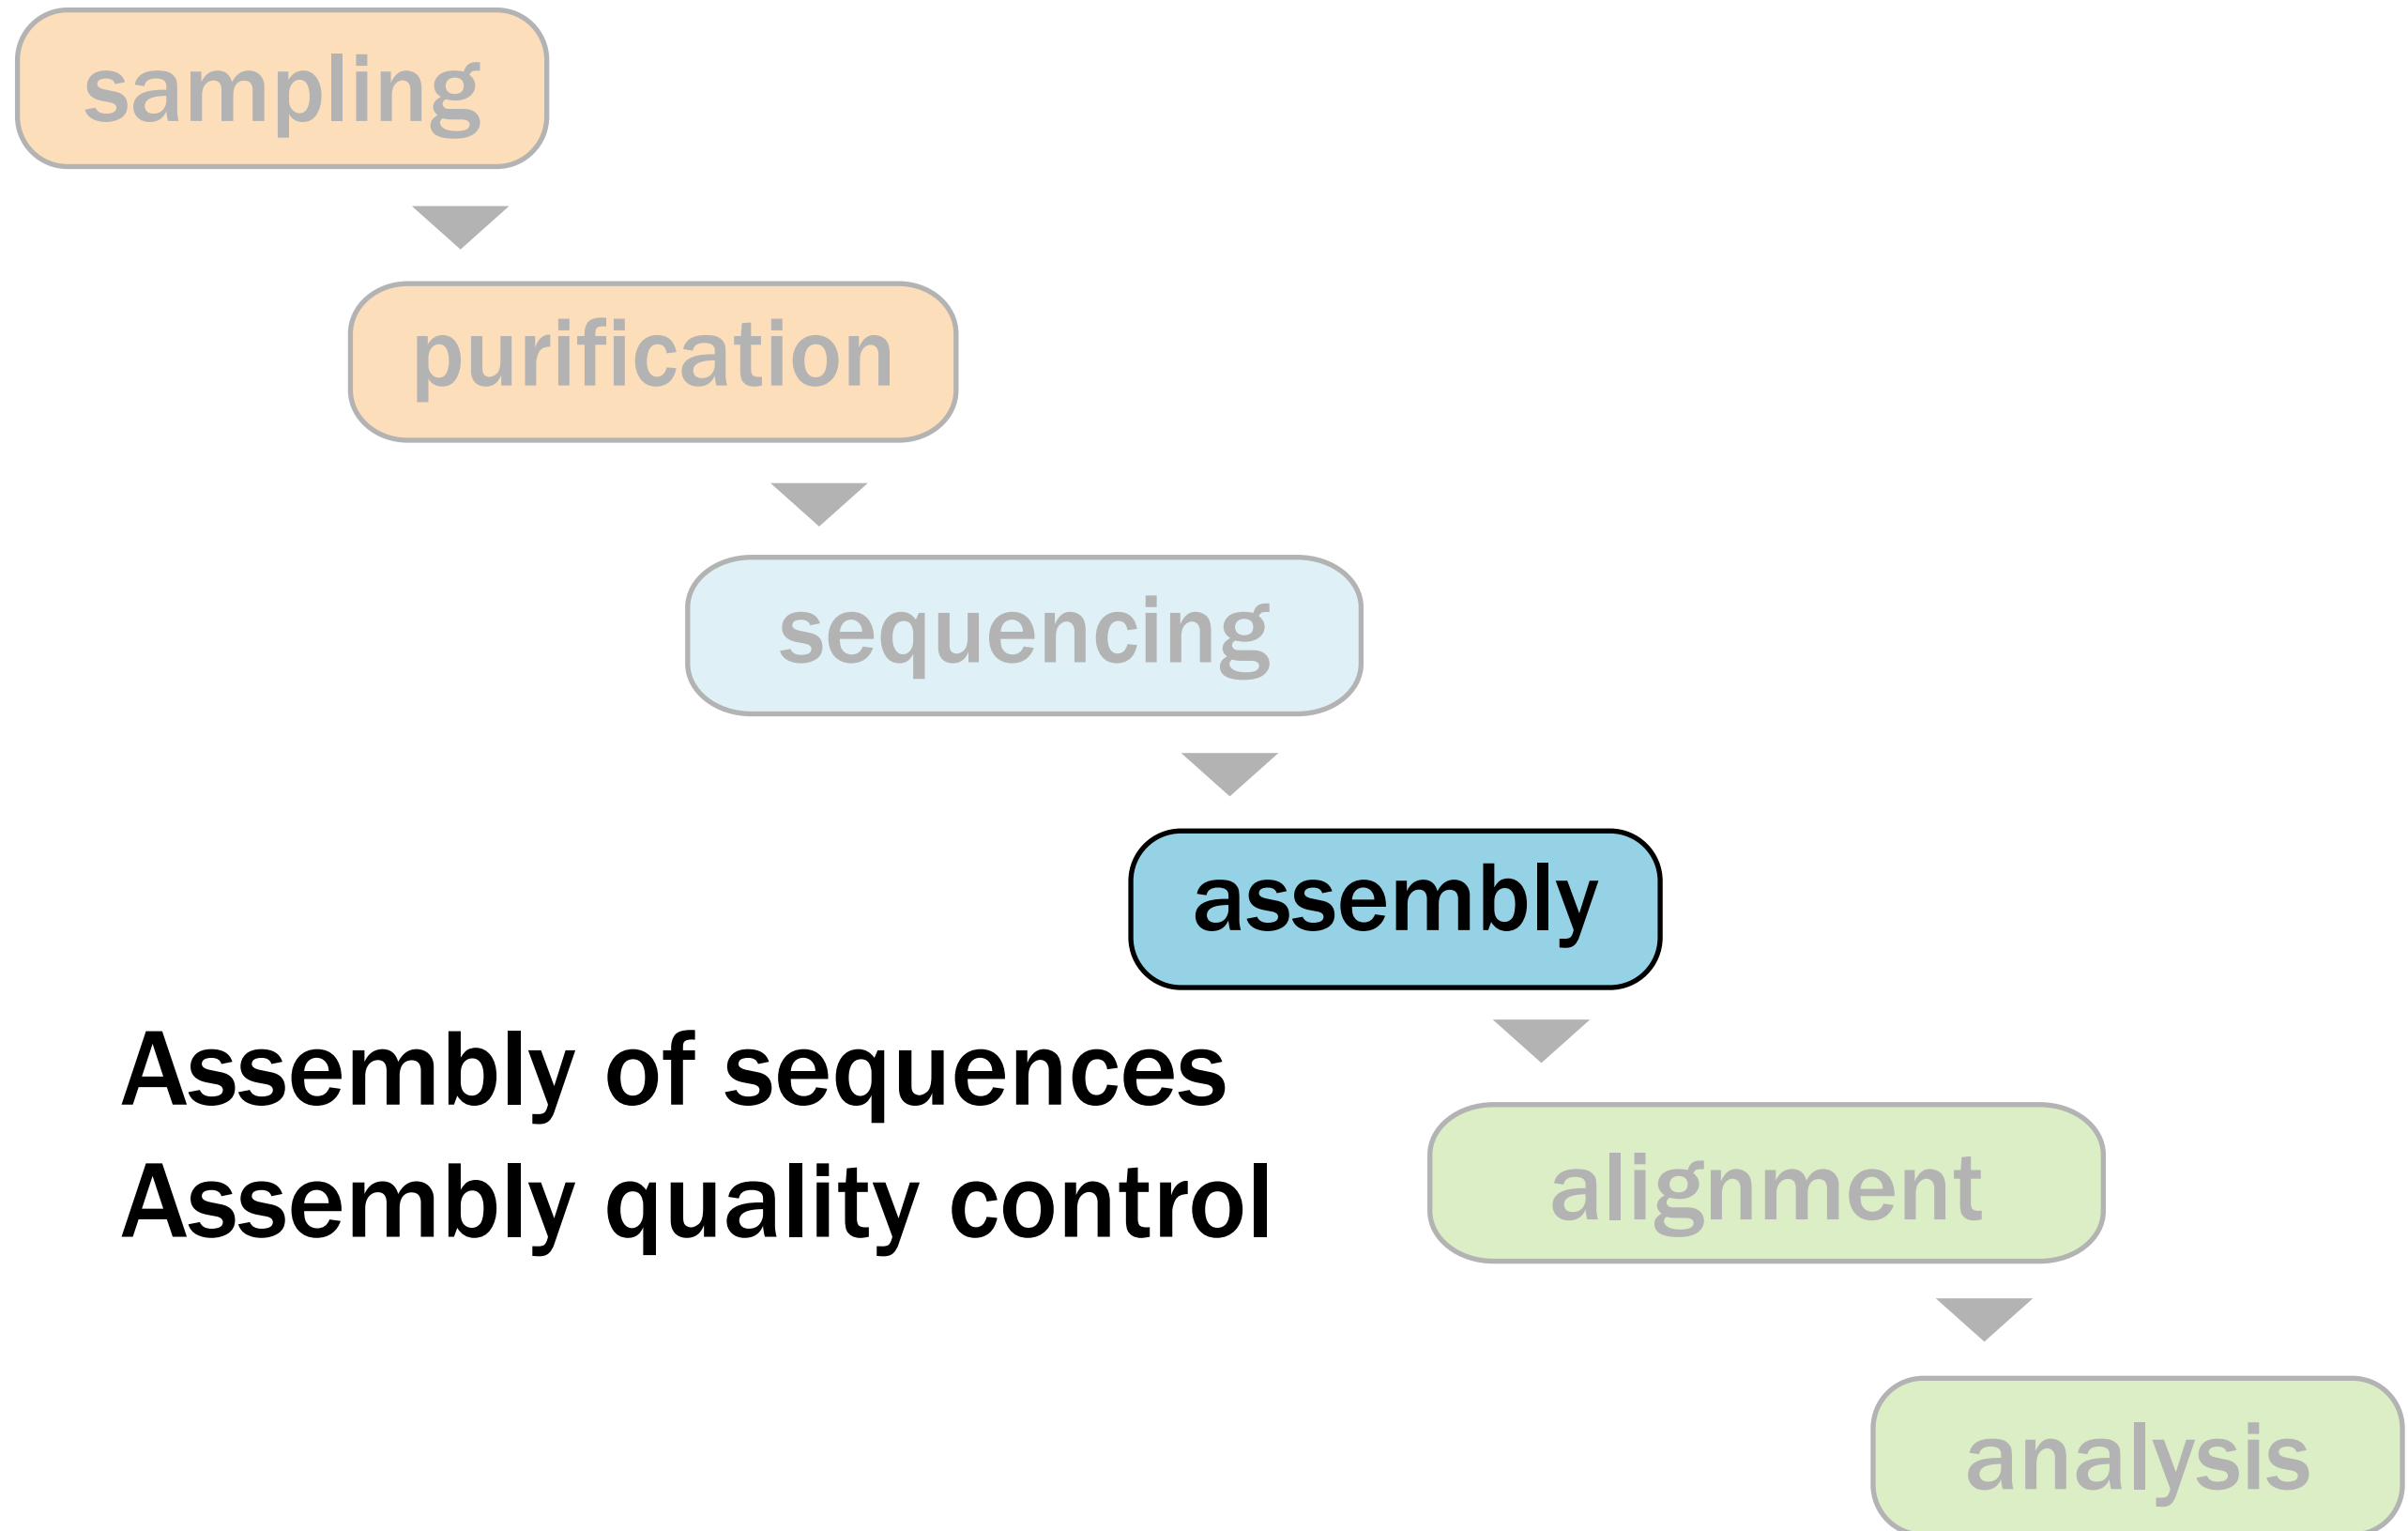 sampling
purification
sequencing
assembly
Assembly of sequences
Assembly quality control
alignment
analysis